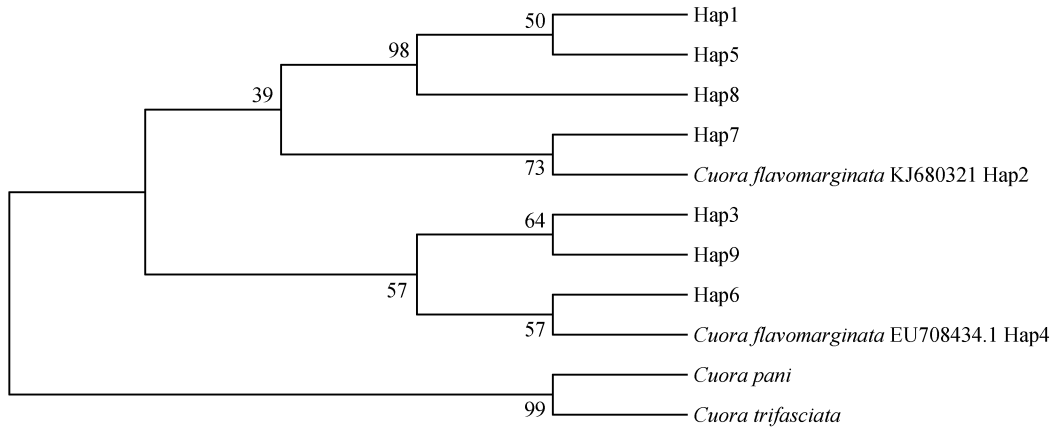 Hap1
50
Hap5
98
Hap8
39
Hap7
73
Cuora flavomarginata KJ680321 Hap2
Hap3
64
Hap9
57
Hap6
57
Cuora flavomarginata EU708434.1 Hap4
Cuora pani
99
Cuora trifasciata